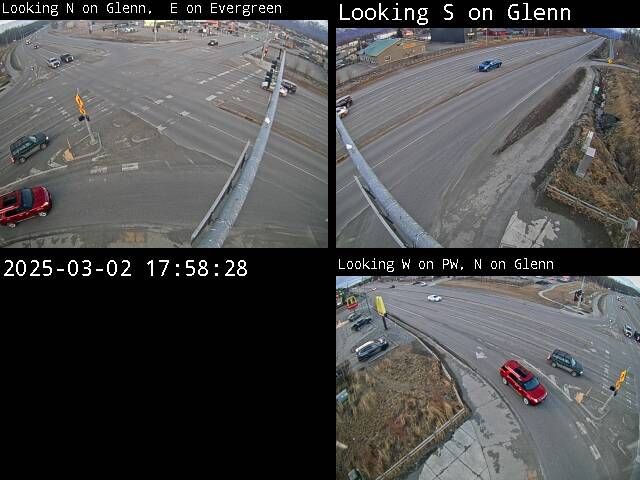 Looking N on Glenn, E on Evergreen
Looking S on Glenn
2025-03-02 17:58:28
Looking W on PW, N on Glenn